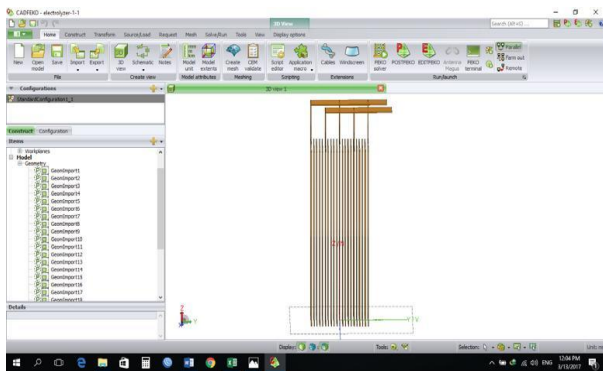 CADFEKO - electrolyzer-1-1
3D View
Search (Alt+Q) ...
Home Construct Transform Source/Load Request Mesh Solve/Run Tools View Display options
New Open model Save Import Export
3D view Schematic view Notes
Model unit Model extents
Create mesh CEM validate
Script editor Application macro
Cables Windscreen
FEKO solver POSTFEKO EDITFEKO Antenna Magus FEKO terminal
Parallel
Farm out
Remote
File Create view Model attributes Meshing Scripting Extensions Run/launch
Configurations
3D view 1
StandardConfiguration1_1
Construct Configuration
Items
Workplanes
Model
Geometry
GeomImport1
GeomImport2
GeomImport3
GeomImport4
GeomImport5
GeomImport6
GeomImport7
GeomImport8
GeomImport9
GeomImport10
GeomImport11
GeomImport12
GeomImport13
GeomImport14
GeomImport15
GeomImport16
GeomImport17
GeomImport18
Details
Display: Tools: Selection: Units: m
ENG
12:04 PM
3/13/2017